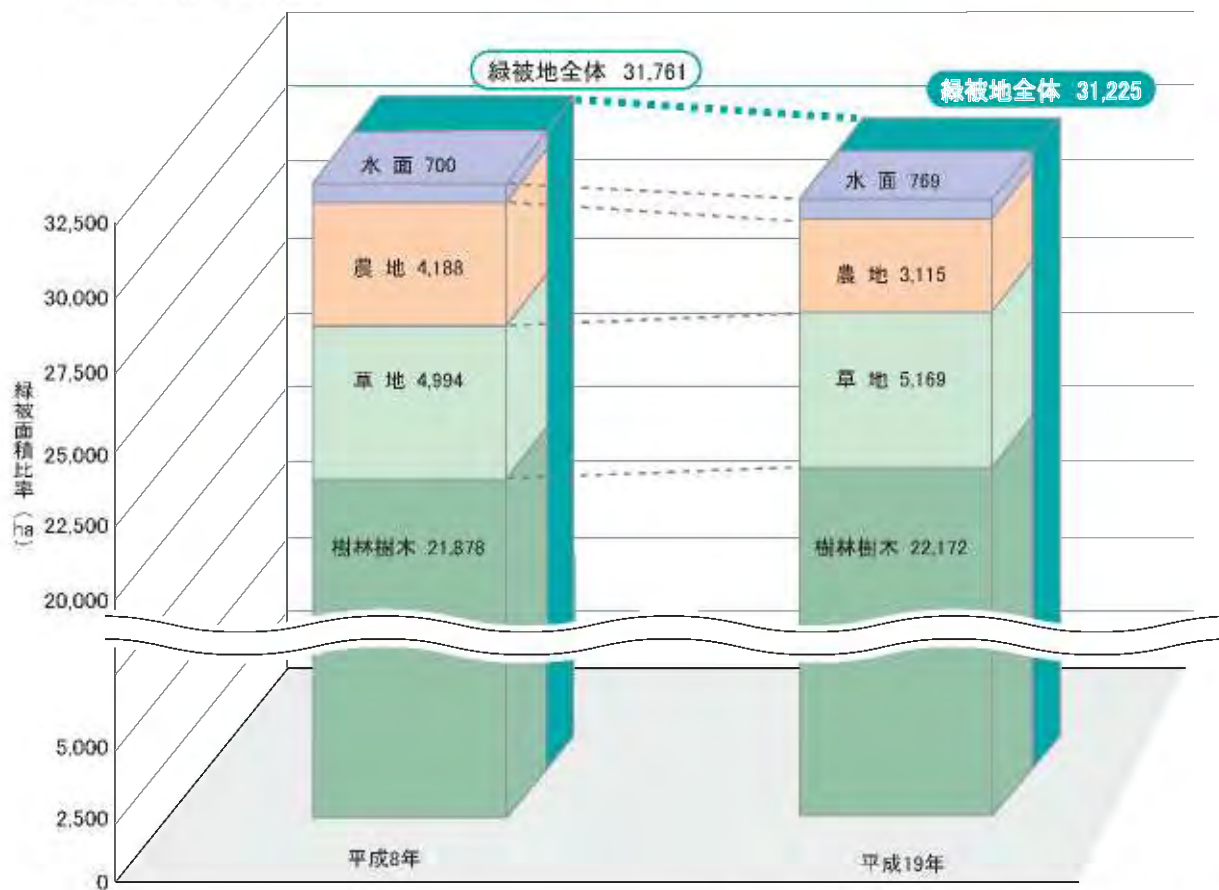 緑被地全体 31,761
緑被地全体 31,225
水 面 700
水 面 769
農 地 4,188
農 地 3,115
草 地 4,994
草 地 5,169
樹林樹木 21,878
樹林樹木 22,172
緑被面積比率（ha）
32,500
30,000
27,500
25,000
22,500
20,000
5,000
2,500
0
平成8年
平成19年